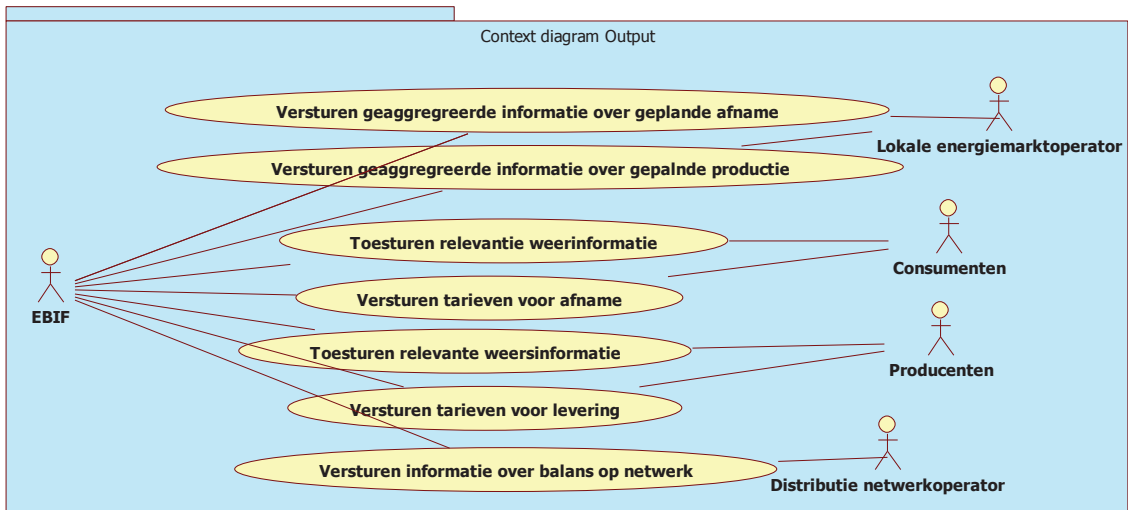 Context diagram Output
Versturen geaggregreerde informatie over geplande afname
Lokale energiemarktoperator
Versturen geaggregreerde informatie over gepalnde productie
Toesturen relevantie weerinformatie
Consumenten
Versturen tarieven voor afname
EBIF
Toesturen relevante weersinformatie
Producenten
Versturen tarieven voor levering
Versturen informatie over balans op netwerk
Distributie netwerkoperator